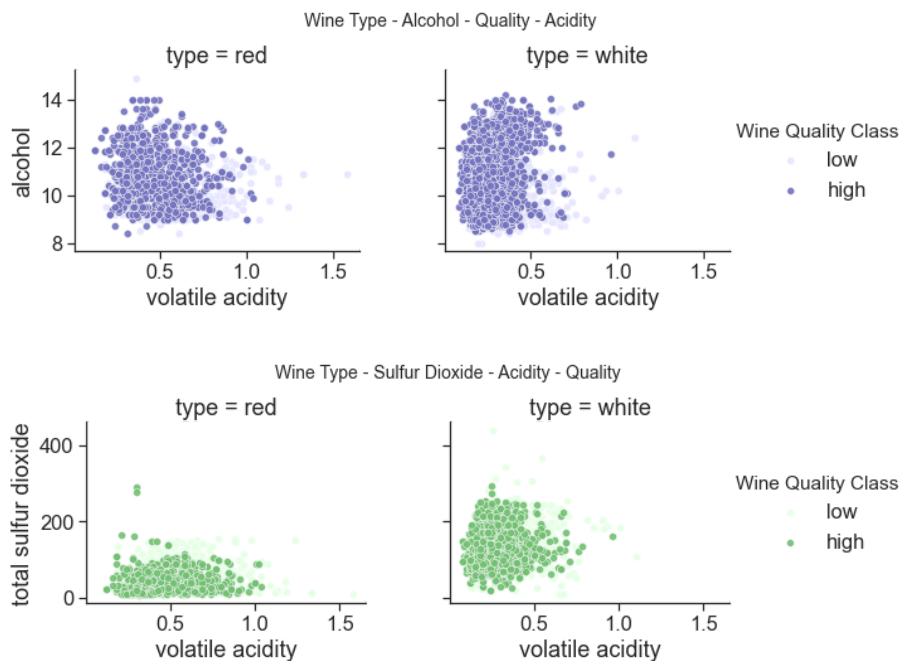 Wine Type - Alcohol - Quality - Acidity
type = red
type = white
14
12
10
8
alcohol
0.5 1.0 1.5
volatile acidity
0.5 1.0 1.5
volatile acidity
Wine Quality Class
low
high
Wine Type - Sulfur Dioxide - Acidity - Quality
type = red
type = white
400
200
0
total sulfur dioxide
0.5 1.0 1.5
volatile acidity
0.5 1.0 1.5
volatile acidity
Wine Quality Class
low
high